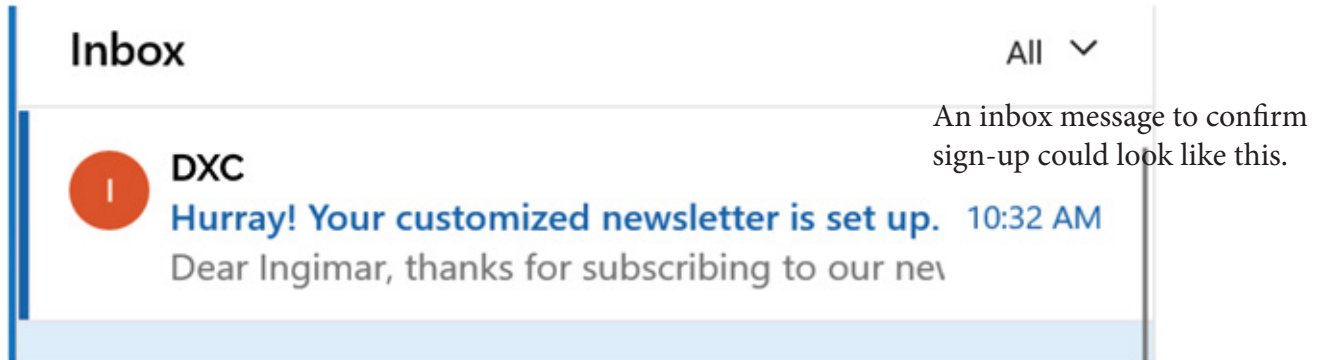 Inbox
All
An inbox message to confirm
sign-up could look like this.
I
DXC
Hurray! Your customized newsletter is set up. 10:32 AM
Dear Ingimar, thanks for subscribing to our